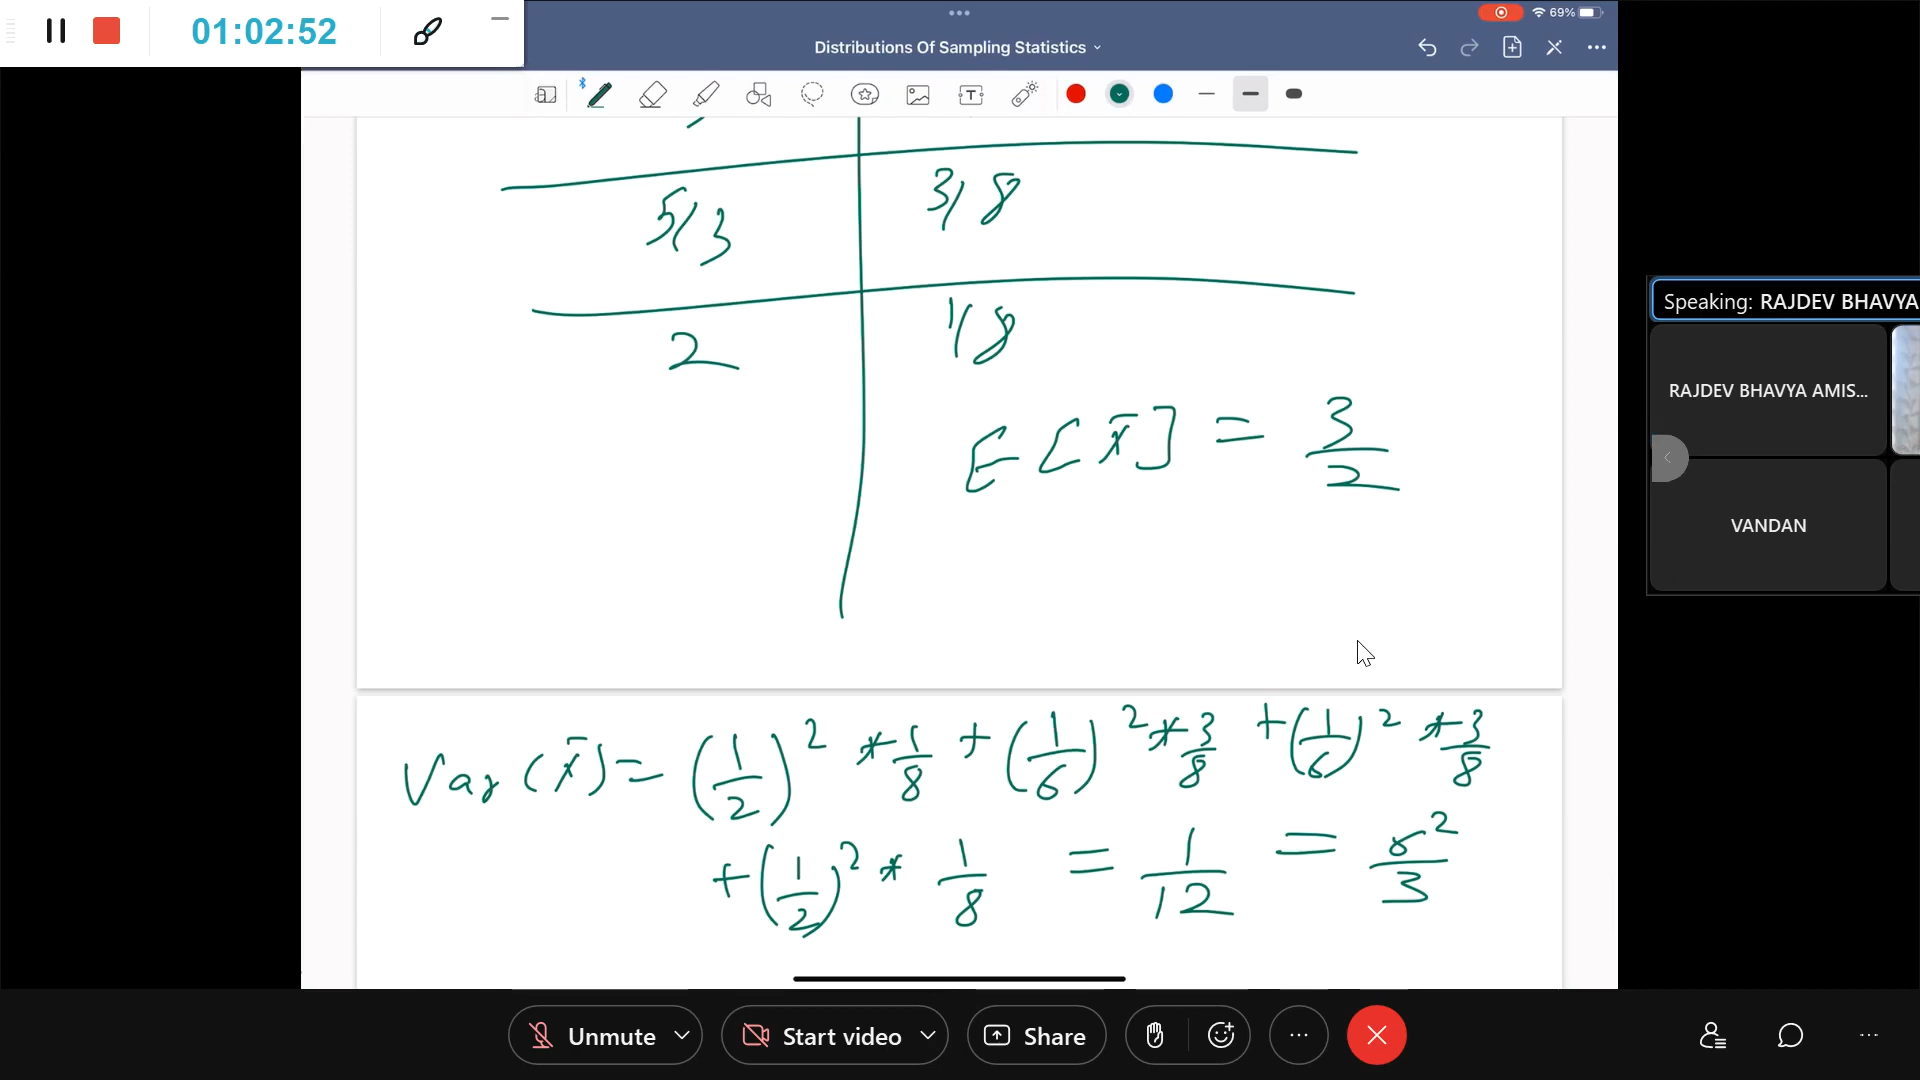 01:02:52
69%
Distributions Of Sampling Statistics
5/3 3/8
2 1/8
E[x̄] = 3/2
Speaking: RAJDEV BHAVYA
RAJDEV BHAVYA AMIS...
VANDAN
Var (x̄) = (1/2)² * 1/8 + (1/6)² * 3/8 + (1/6)² * 3/8
+ (1/2)² * 1/8 = 1/12 = σ²/3
Unmute Start video Share